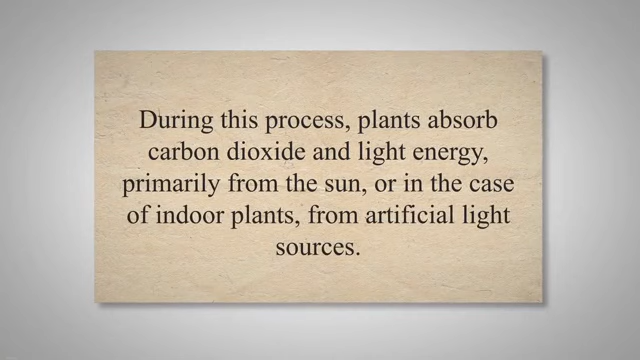 During this process, plants absorb
carbon dioxide and light energy,
primarily from the sun, or in the case
of indoor plants, from artificial light
sources.